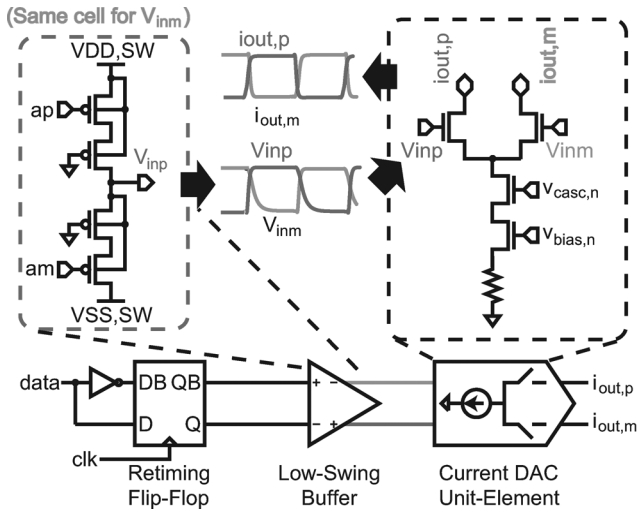 (Same cell for Vinm)
VDD,SW
ap
Vinp
am
VSS,SW
iout,p
iout,m
Vinp
Vinm
iout,p
iout,m
Vinp
Vinm
vcasc,n
vbias,n
data
DB QB
D Q
clk
+ −
− +
iout,p
iout,m
Retiming
Flip-Flop
Low-Swing
Buffer
Current DAC
Unit-Element